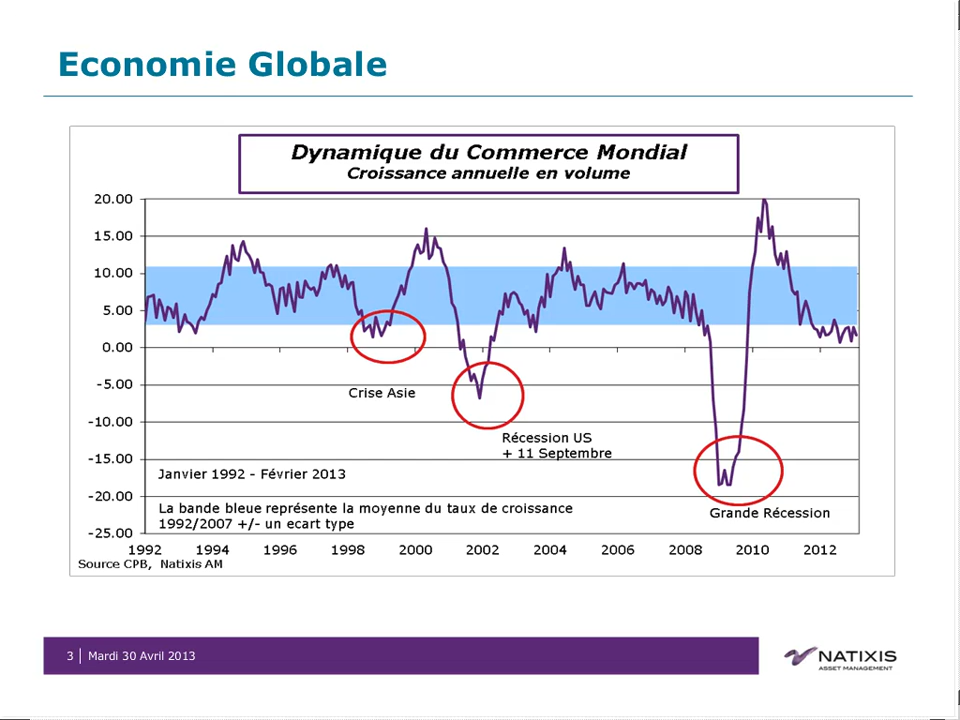 Economie Globale
Dynamique du Commerce Mondial
Croissance annuelle en volume
20.00
15.00
10.00
5.00
0.00
-5.00
-10.00
-15.00
-20.00
-25.00
Crise Asie
Récession US
+ 11 Septembre
Grande Récession
Janvier 1992 - Février 2013
La bande bleue représente la moyenne du taux de croissance
1992/2007 +/- un ecart type
1992 1994 1996 1998 2000 2002 2004 2006 2008 2010 2012
Source CPB, Natixis AM
3 | Mardi 30 Avril 2013
NATIXIS
ASSET MANAGEMENT